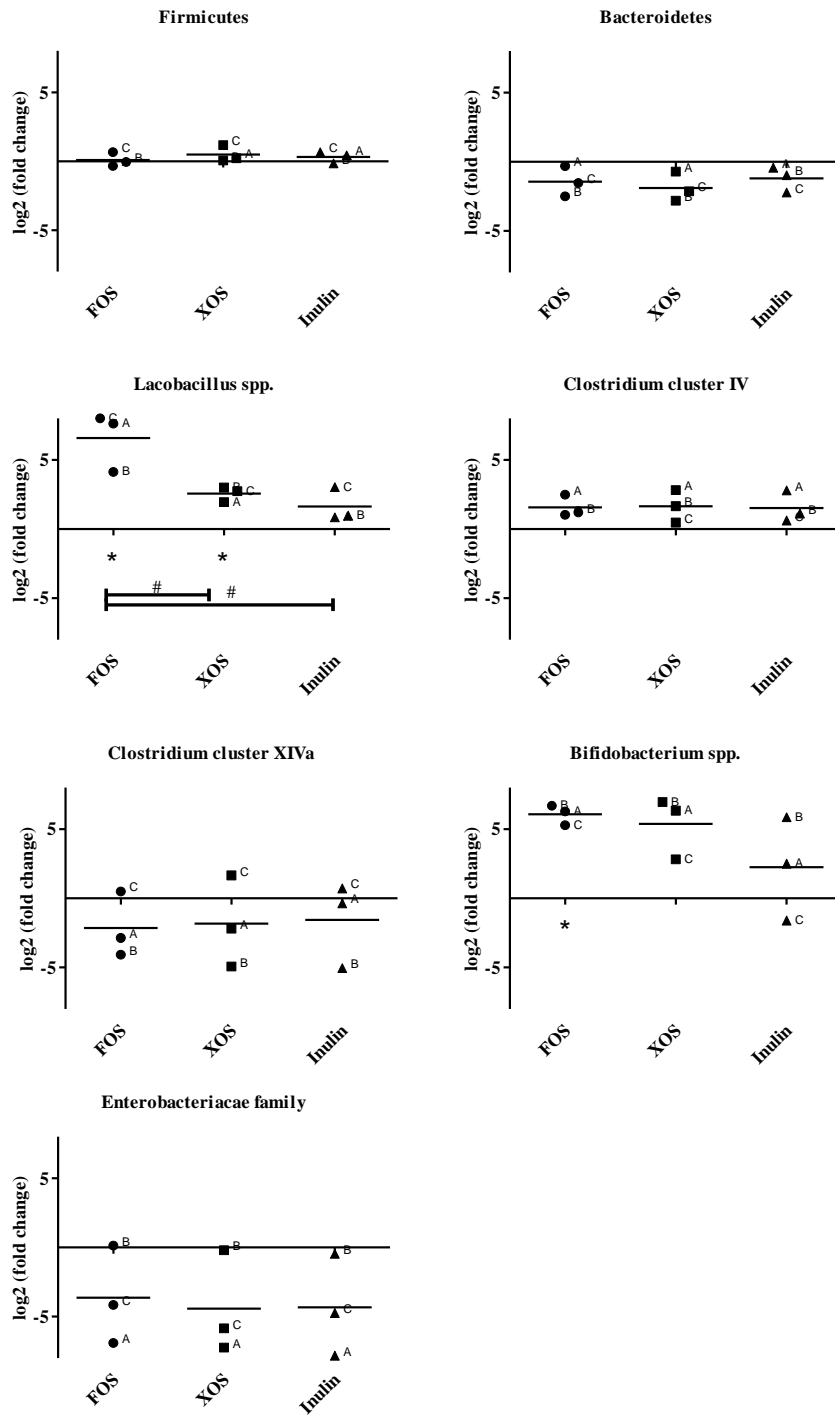 Firmicutes
log2 (fold change)
5
-5
C
B
C
A
C
A
FOS
XOS
Inulin
Bacteroidetes
log2 (fold change)
5
-5
A
C
B
A
C
B
A
B
C
FOS
XOS
Inulin
Lacobacillus spp.
log2 (fold change)
5
-5
C
A
B
B
C
A
C
B
*
*
#
#
FOS
XOS
Inulin
Clostridium cluster IV
log2 (fold change)
5
-5
A
B
A
B
C
A
B
C
FOS
XOS
Inulin
Clostridium cluster XIVa
log2 (fold change)
5
-5
C
A
B
C
A
B
C
A
B
FOS
XOS
Inulin
Bifidobacterium spp.
log2 (fold change)
5
-5
B
A
C
B
A
C
B
A
C
*
FOS
XOS
Inulin
Enterobacteriacae family
log2 (fold change)
5
-5
B
C
A
B
C
A
B
C
A
FOS
XOS
Inulin